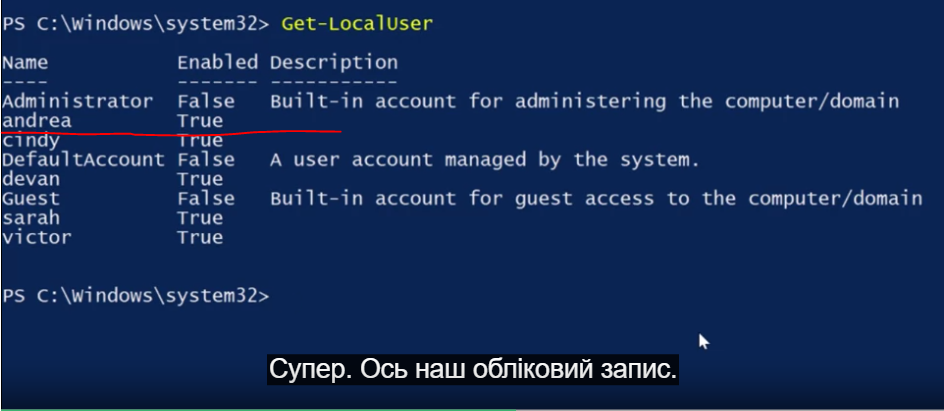 PS C:\Windows\system32> Get-LocalUser
Name Enabled Description
---- ------- -----------
Administrator False Built-in account for administering the computer/domain
andrea True
cindy True
DefaultAccount False A user account managed by the system.
devan True
Guest False Built-in account for guest access to the computer/domain
sarah True
victor True
PS C:\Windows\system32>
Супер. Ось наш обліковий запис.